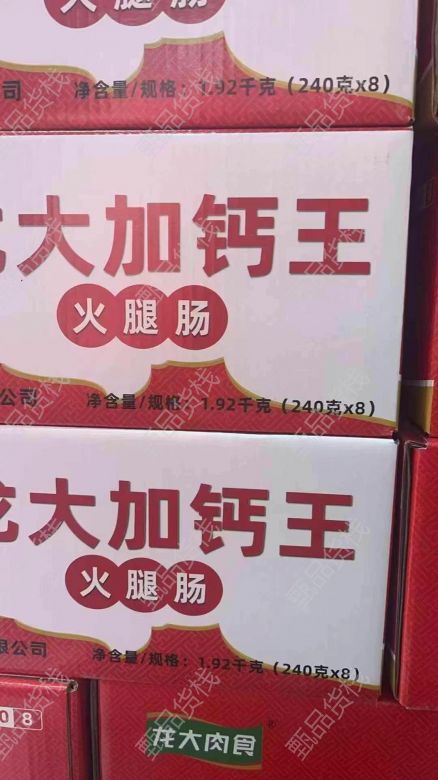 火腿肠
司
净含量/规格：1.92千克（240克x8）
龙大加钙王
火腿肠
公司
净含量/规格：1.92千克（240克x8）
龙大加钙王
火腿肠
限公司
净含量/规格：1.92千克（240克x8）
08
龙大肉食®
甄品货栈